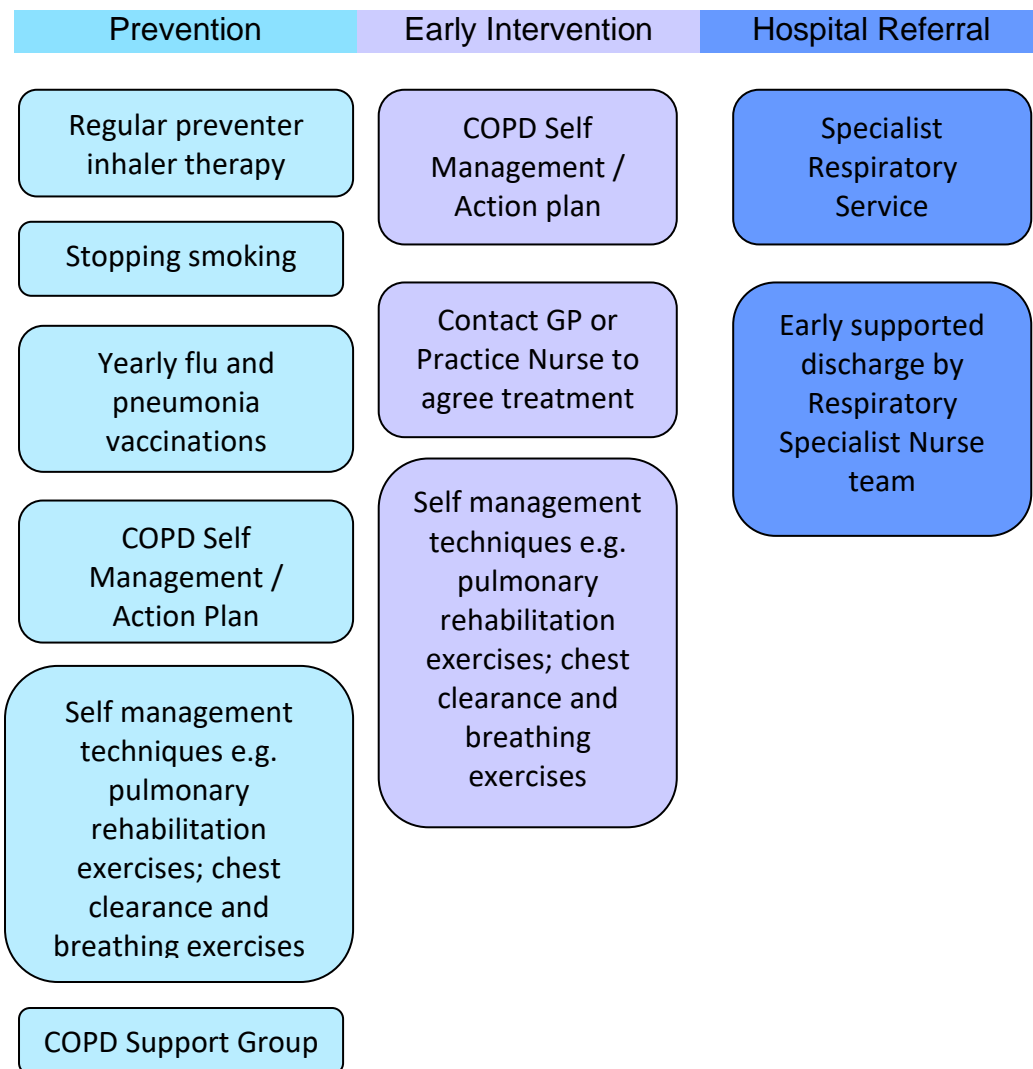 Prevention
Early Intervention
Hospital Referral
Regular preventer
inhaler therapy
Stopping smoking
Yearly flu and
pneumonia
vaccinations
COPD Self
Management /
Action Plan
Self management
techniques e.g.
pulmonary
rehabilitation
exercises; chest
clearance and
breathing exercises
COPD Support Group
COPD Self
Management /
Action plan
Contact GP or
Practice Nurse to
agree treatment
Self management
techniques e.g.
pulmonary
rehabilitation
exercises; chest
clearance and
breathing
exercises
Specialist
Respiratory
Service
Early supported
discharge by
Respiratory
Specialist Nurse
team